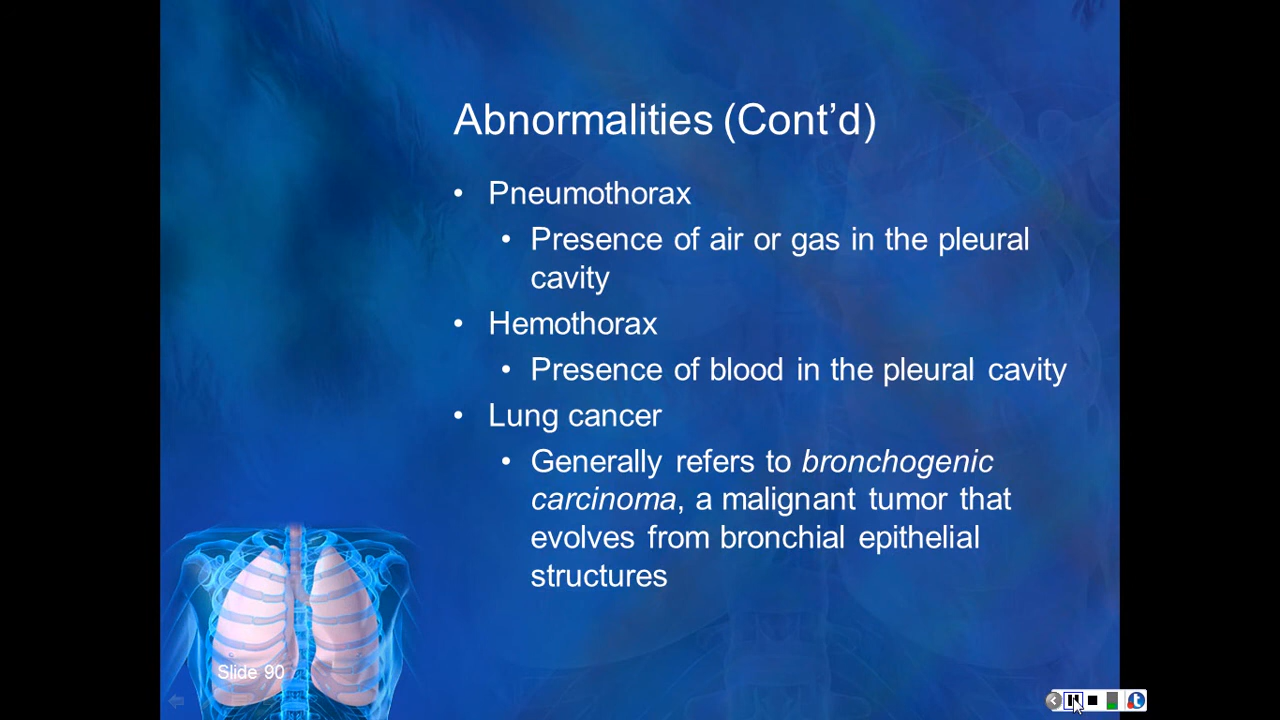 Abnormalities (Cont’d)
• Pneumothorax
• Presence of air or gas in the pleural
cavity
• Hemothorax
• Presence of blood in the pleural cavity
• Lung cancer
• Generally refers to bronchogenic
carcinoma, a malignant tumor that
evolves from bronchial epithelial
structures
Slide 90
t